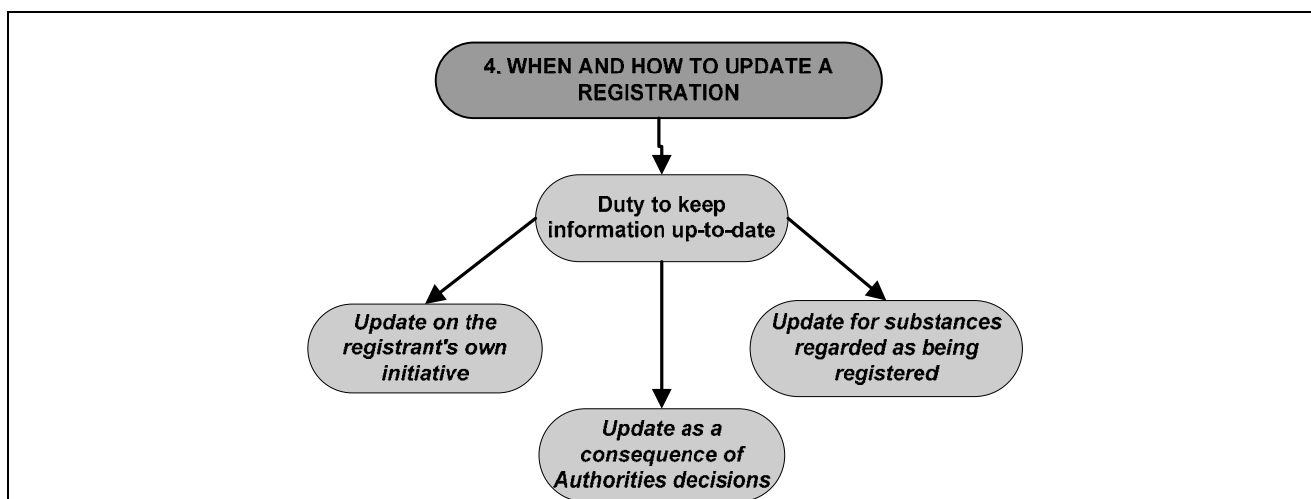 4. WHEN AND HOW TO UPDATE A
REGISTRATION
Duty to keep
information up-to-date
Update on the
registrant's own
initiative
Update as a
consequence of
Authorities decisions
Update for substances
regarded as being
registered